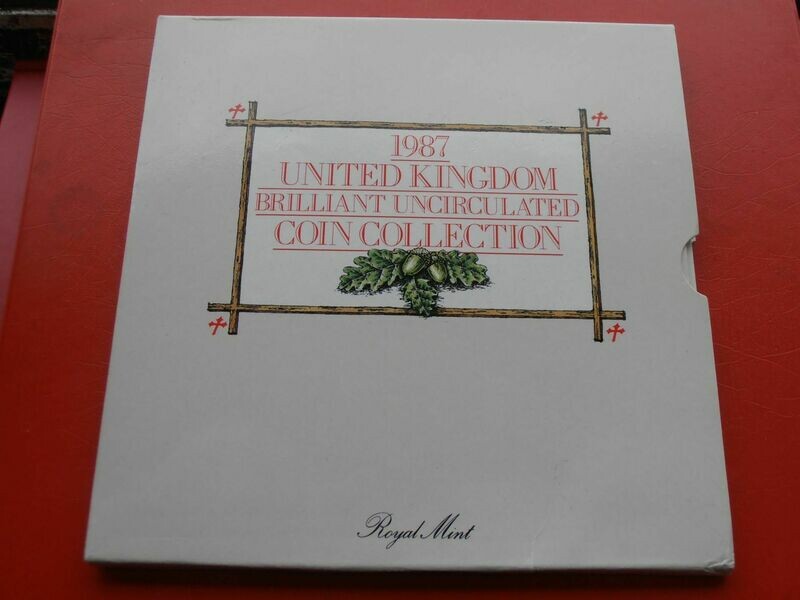 1987
UNITED KINGDOM
BRILLIANT UNCIRCULATED
COIN COLLECTION
Royal Mint